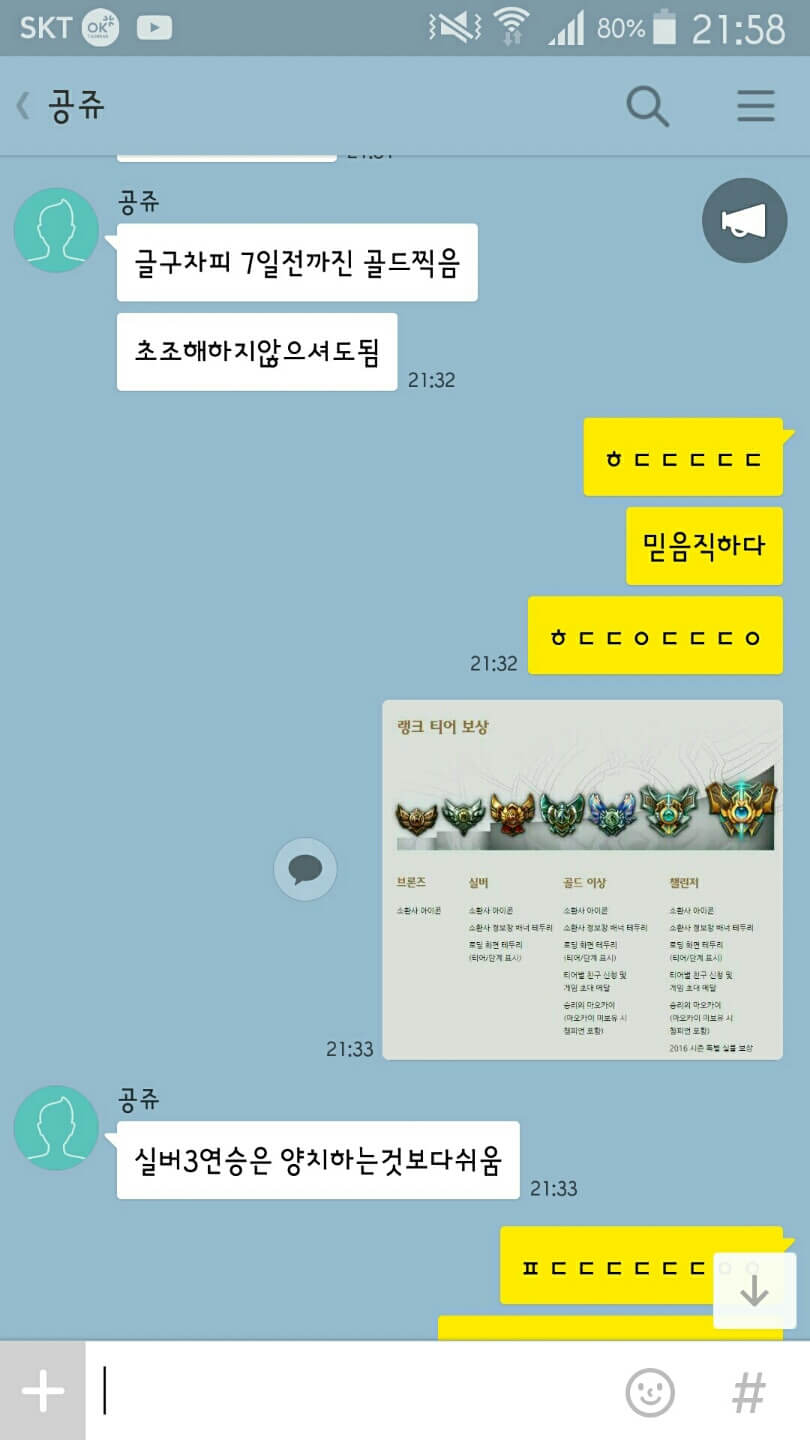 SKT OK 80% 21:58
공쥬
공쥬
글구차피 7일전까진 골드찍음
초조해하지않으셔도됨
21:32
ㅎㄷㄷㄷㄷㄷ
믿음직하다
ㅎㄷㄷㅇㄷㄷㄷㅇ
21:32
랭크 티어 보상
브론즈
소환사 아이콘
실버
소환사 아이콘
소환사 정보창 배너 테두리
로딩 화면 테두리
(티어/단계 표시)
골드 이상
소환사 아이콘
소환사 정보창 배너 테두리
로딩 화면 테두리
(티어/단계 표시)
티어별 친구 신청 및
게임 초대 메달
승리의 마오카이
(마오카이 미보유 시
챔피언 포함)
챌린저
소환사 아이콘
소환사 정보창 배너 테두리
로딩 화면 테두리
(티어/단계 표시)
티어별 친구 신청 및
게임 초대 메달
승리의 마오카이
(마오카이 미보유 시
챔피언 포함)
2016 시즌 특별 실물 보상
21:33
공쥬
실버3연승은 양치하는것보다쉬움
21:33
ㅍㄷㄷㄷㄷㄷㄷ
#